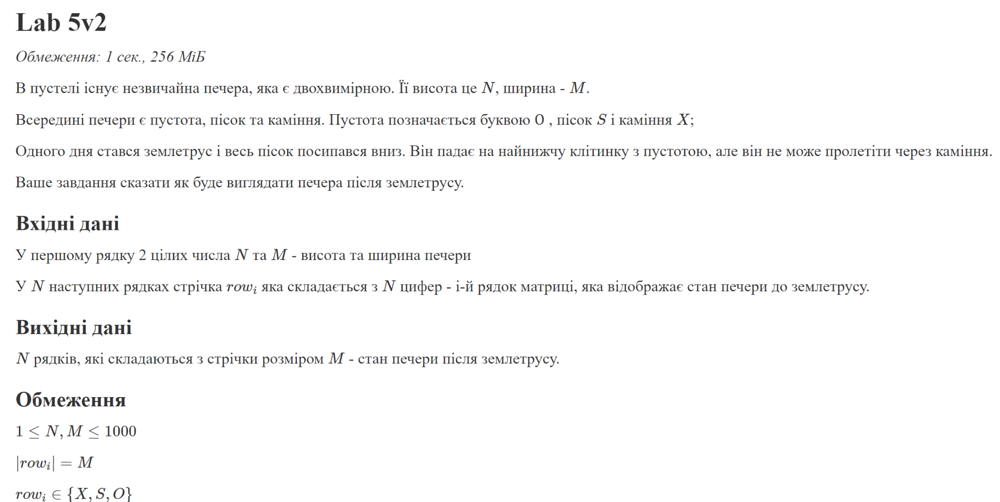 Lab 5v2
Обмеження: 1 сек., 256 МіБ
В пустелі існує незвичайна печера, яка є двохвимірною. Її висота це N, ширина - M.
Всередині печери є пустота, пісок та каміння. Пустота позначається буквою О , пісок S і каміння X;
Одного дня стався землетрус і весь пісок посипався вниз. Він падає на найнижчу клітинку з пустотою, але він не може пролетіти через каміння.
Ваше завдання сказати як буде виглядати печера після землетрусу.
Вхідні дані
У першому рядку 2 цілих числа N та M - висота та ширина печери
У N наступних рядках стрічка row_i яка складається з N цифер - і-й рядок матриці, яка відображає стан печери до землетрусу.
Вихідні дані
N рядків, які складаються з стрічки розміром M - стан печери після землетрусу.
Обмеження
1 ≤ N, M ≤ 1000
|row_i| = M
row_i ∈ {X, S, O}